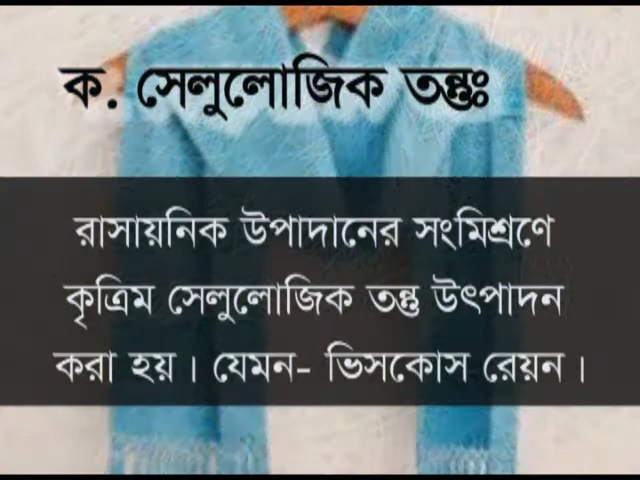 ক. সেলুলোজিক তন্তুঃ
রাসায়নিক উপাদানের সংমিশ্রণে
কৃত্রিম সেলুলোজিক তন্তু উৎপাদন
করা হয়। যেমন- ভিসকোস রেয়ন।